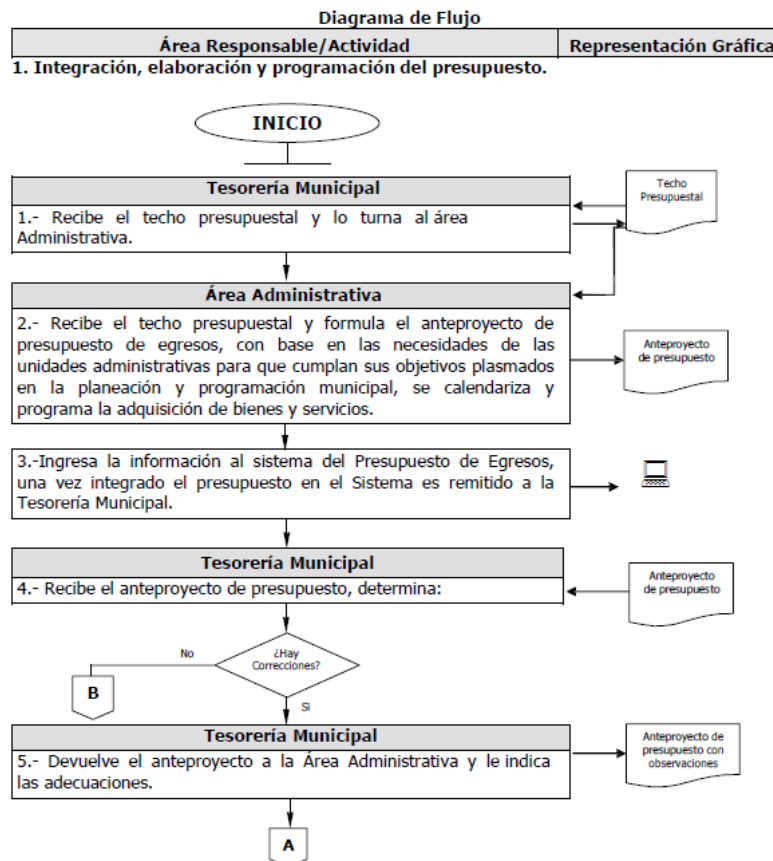 Diagrama de Flujo
Área Responsable/Actividad
Representación Gráfica
1. Integración, elaboración y programación del presupuesto.
INICIO
Tesorería Municipal
Techo
Presupuestal
1.- Recibe el techo presupuestal y lo turna al área
Administrativa.
Área Administrativa
2.- Recibe el techo presupuestal y formula el anteproyecto de
presupuesto de egresos, con base en las necesidades de las
unidades administrativas para que cumplan sus objetivos plasmados
en la planeación y programación municipal, se calendariza y
programa la adquisición de bienes y servicios.
Anteproyecto
de presupuesto
3.-Ingresa la información al sistema del Presupuesto de Egresos,
una vez integrado el presupuesto en el Sistema es remitido a la
Tesorería Municipal.
Tesorería Municipal
4.- Recibe el anteproyecto de presupuesto, determina:
Anteproyecto
de presupuesto
¿Hay
Correcciones?
No
B
Si
Tesorería Municipal
5.- Devuelve el anteproyecto a la Área Administrativa y le indica
las adecuaciones.
Anteproyecto de
presupuesto con
observaciones
A